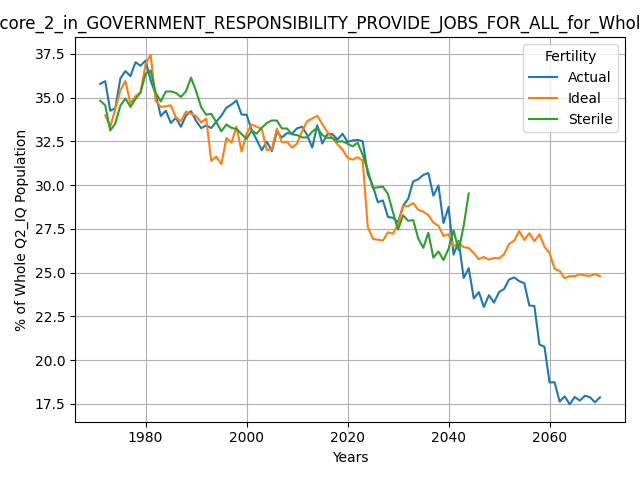 core_2_in_GOVERNMENT_RESPONSIBILITY_PROVIDE_JOBS_FOR_ALL_for_Whol
37.5
35.0
32.5
30.0
27.5
25.0
22.5
20.0
17.5
% of Whole Q2_IQ Population
Fertility
Actual
Ideal
Sterile
1980 2000 2020 2040 2060
Years